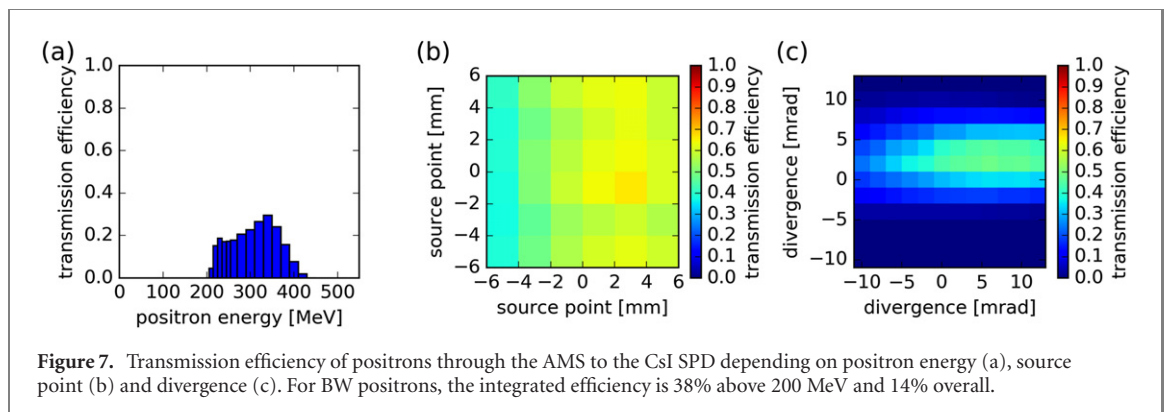 (a)
1.0
0.8
0.6
0.4
0.2
0.0
transmission efficiency
0 100 200 300 400 500
positron energy [MeV]
(b)
6
4
2
0
−2
−4
−6
source point [mm]
−6 −4 −2 0 2 4 6
source point [mm]
1.0
0.9
0.8
0.7
0.6
0.5
0.4
0.3
0.2
0.1
0.0
transmission efficiency
(c)
10
5
0
−5
−10
divergence [mrad]
−10 −5 0 5 10
divergence [mrad]
1.0
0.9
0.8
0.7
0.6
0.5
0.4
0.3
0.2
0.1
0.0
transmission efficiency
Figure 7. Transmission efficiency of positrons through the AMS to the CsI SPD depending on positron energy (a), source
point (b) and divergence (c). For BW positrons, the integrated efficiency is 38% above 200 MeV and 14% overall.